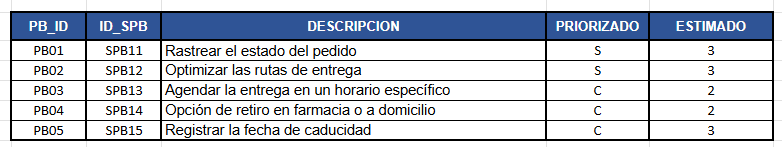 PB_ID ID_SPB DESCRIPCION PRIORIZADO ESTIMADO
PB01 SPB11 Rastrear el estado del pedido S 3
PB02 SPB12 Optimizar las rutas de entrega S 3
PB03 SPB13 Agendar la entrega en un horario específico C 2
PB04 SPB14 Opción de retiro en farmacia o a domicilio C 2
PB05 SPB15 Registrar la fecha de caducidad C 3